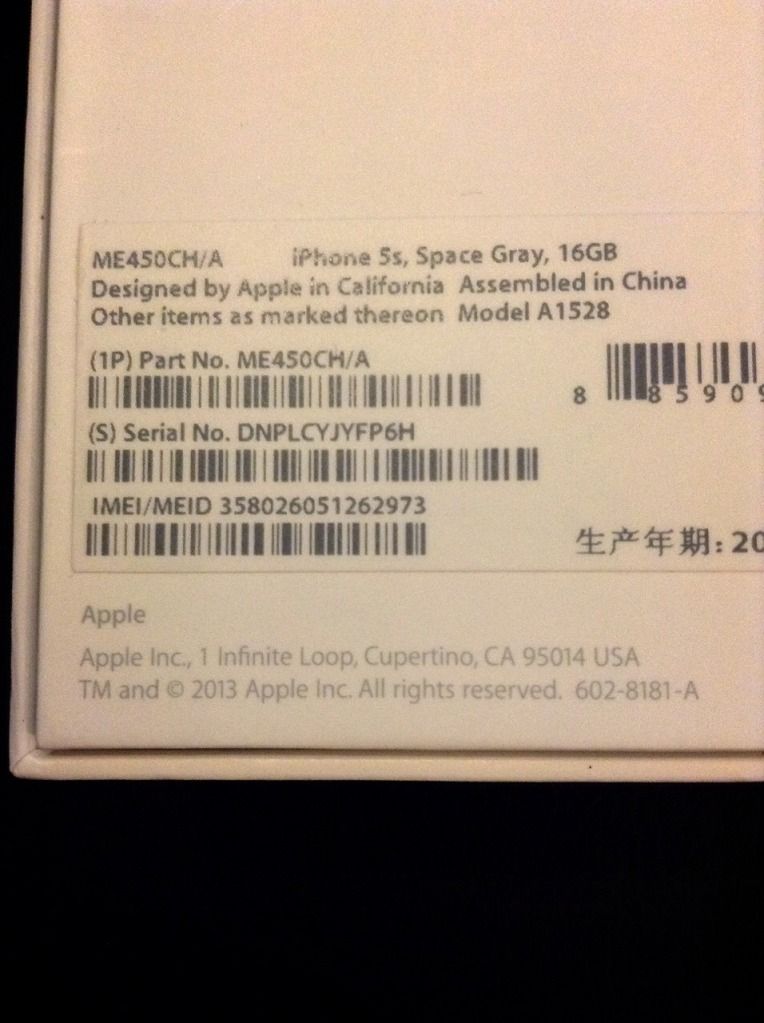 ME450CH/A iPhone 5s, Space Gray, 16GB
Designed by Apple in California Assembled in China
Other items as marked thereon Model A1528
(1P) Part No. ME450CH/A
8 85909
(S) Serial No. DNPLCYJYFP6H
IMEI/MEID 358026051262973
生产年期: 20
Apple
Apple Inc., 1 Infinite Loop, Cupertino, CA 95014 USA
TM and © 2013 Apple Inc. All rights reserved. 602-8181-A